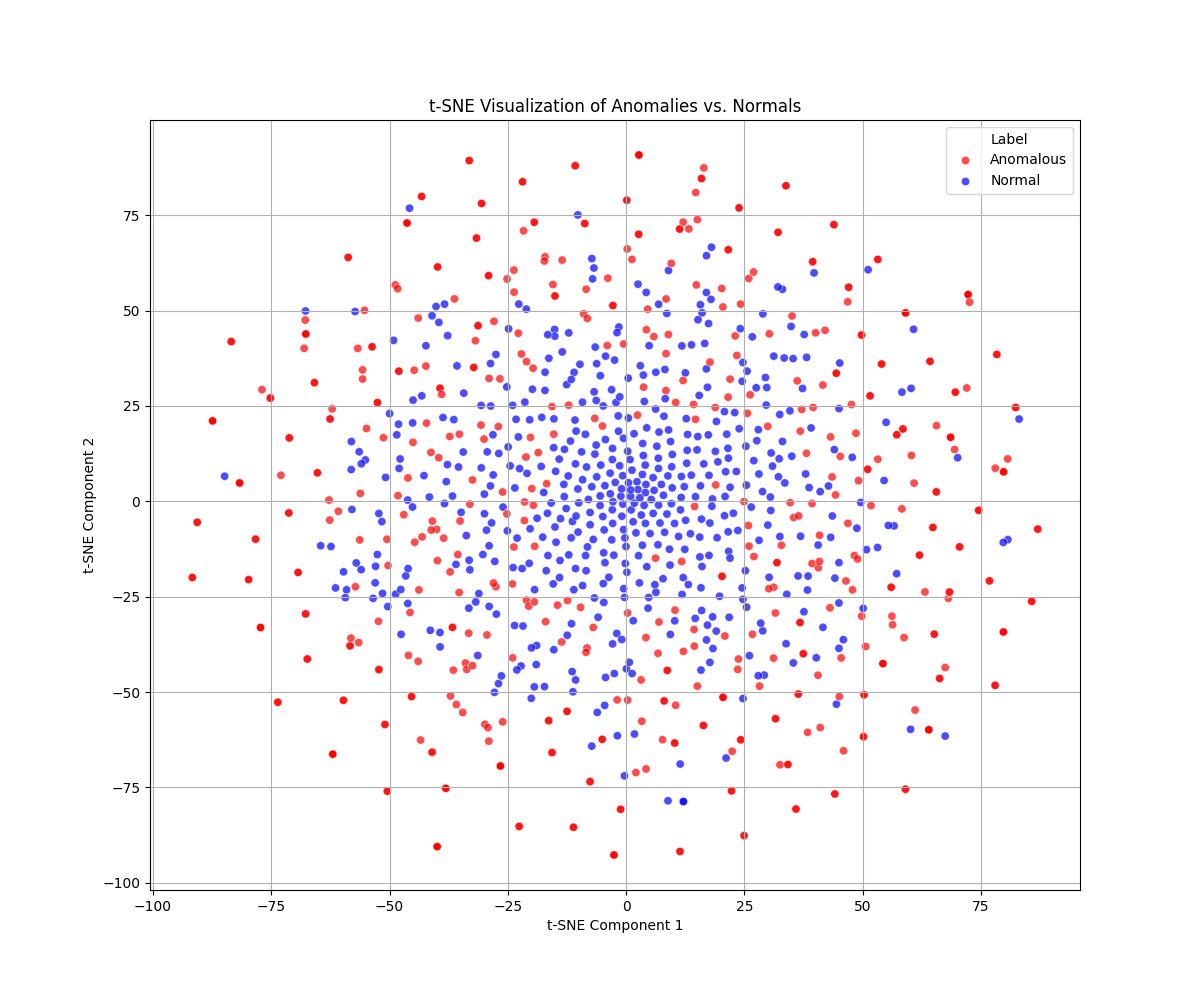 t-SNE Visualization of Anomalies vs. Normals
Label
Anomalous
Normal
t-SNE Component 2
75
50
25
0
−25
−50
−75
−100
−100
−75
−50
−25
0
25
50
75
t-SNE Component 1